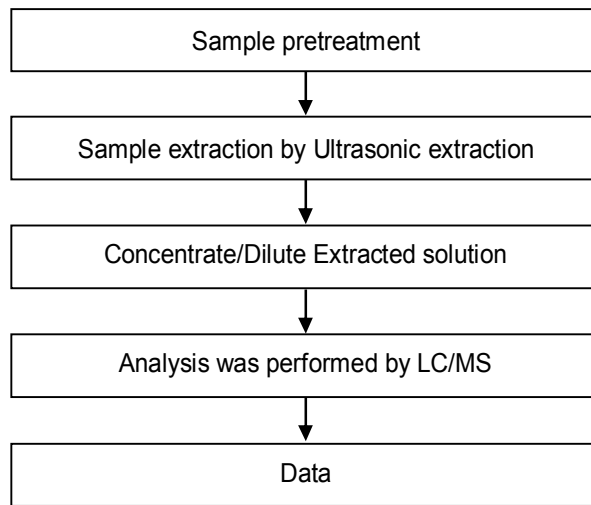 Sample pretreatment
Sample extraction by Ultrasonic extraction
Concentrate/Dilute Extracted solution
Analysis was performed by LC/MS
Data